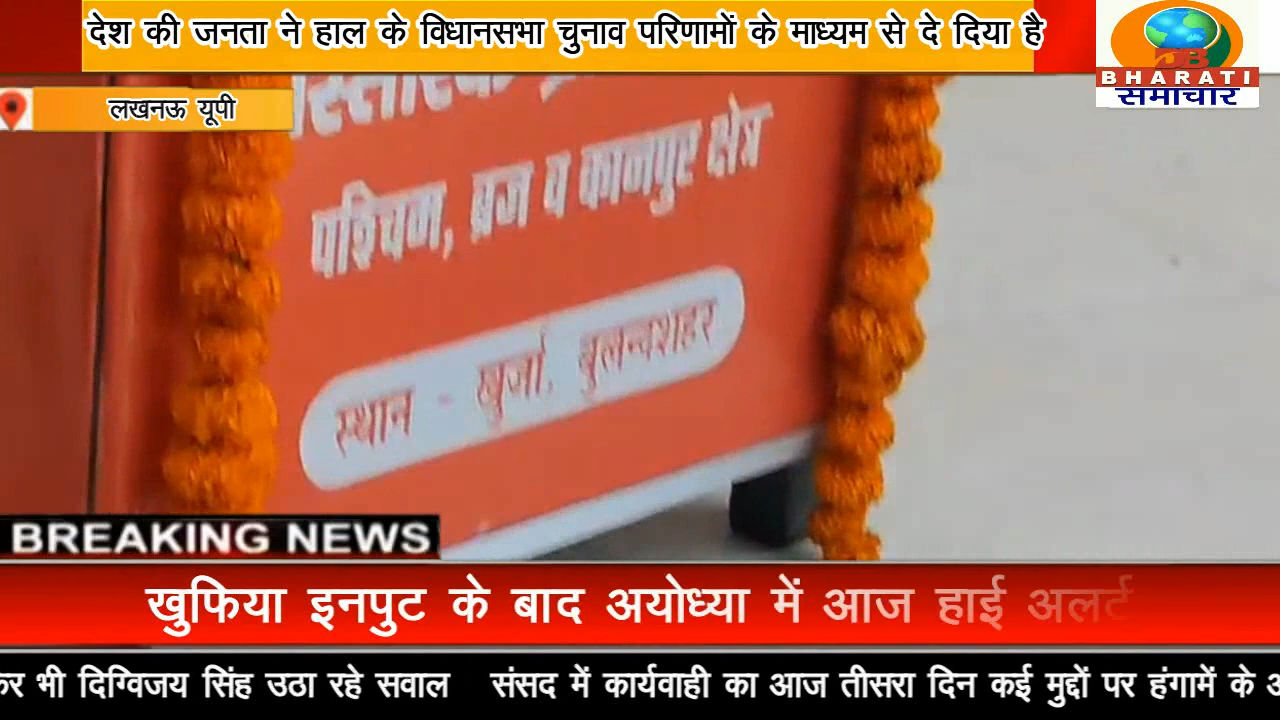 देश की जनता ने हाल के विधानसभा चुनाव परिणामों के माध्यम से दे दिया है
BHARATI
समाचार
लखनऊ यूपी
पश्चिम, ब्रज व कानपुर क्षेत्र
स्थान - खुर्जा, बुलन्दशहर
BREAKING NEWS
खुफिया इनपुट के बाद अयोध्या में आज हाई अलर्ट
भी दिग्विजय सिंह उठा रहे सवाल संसद में कार्यवाही का आज तीसरा दिन कई मुद्दों पर हंगामें के